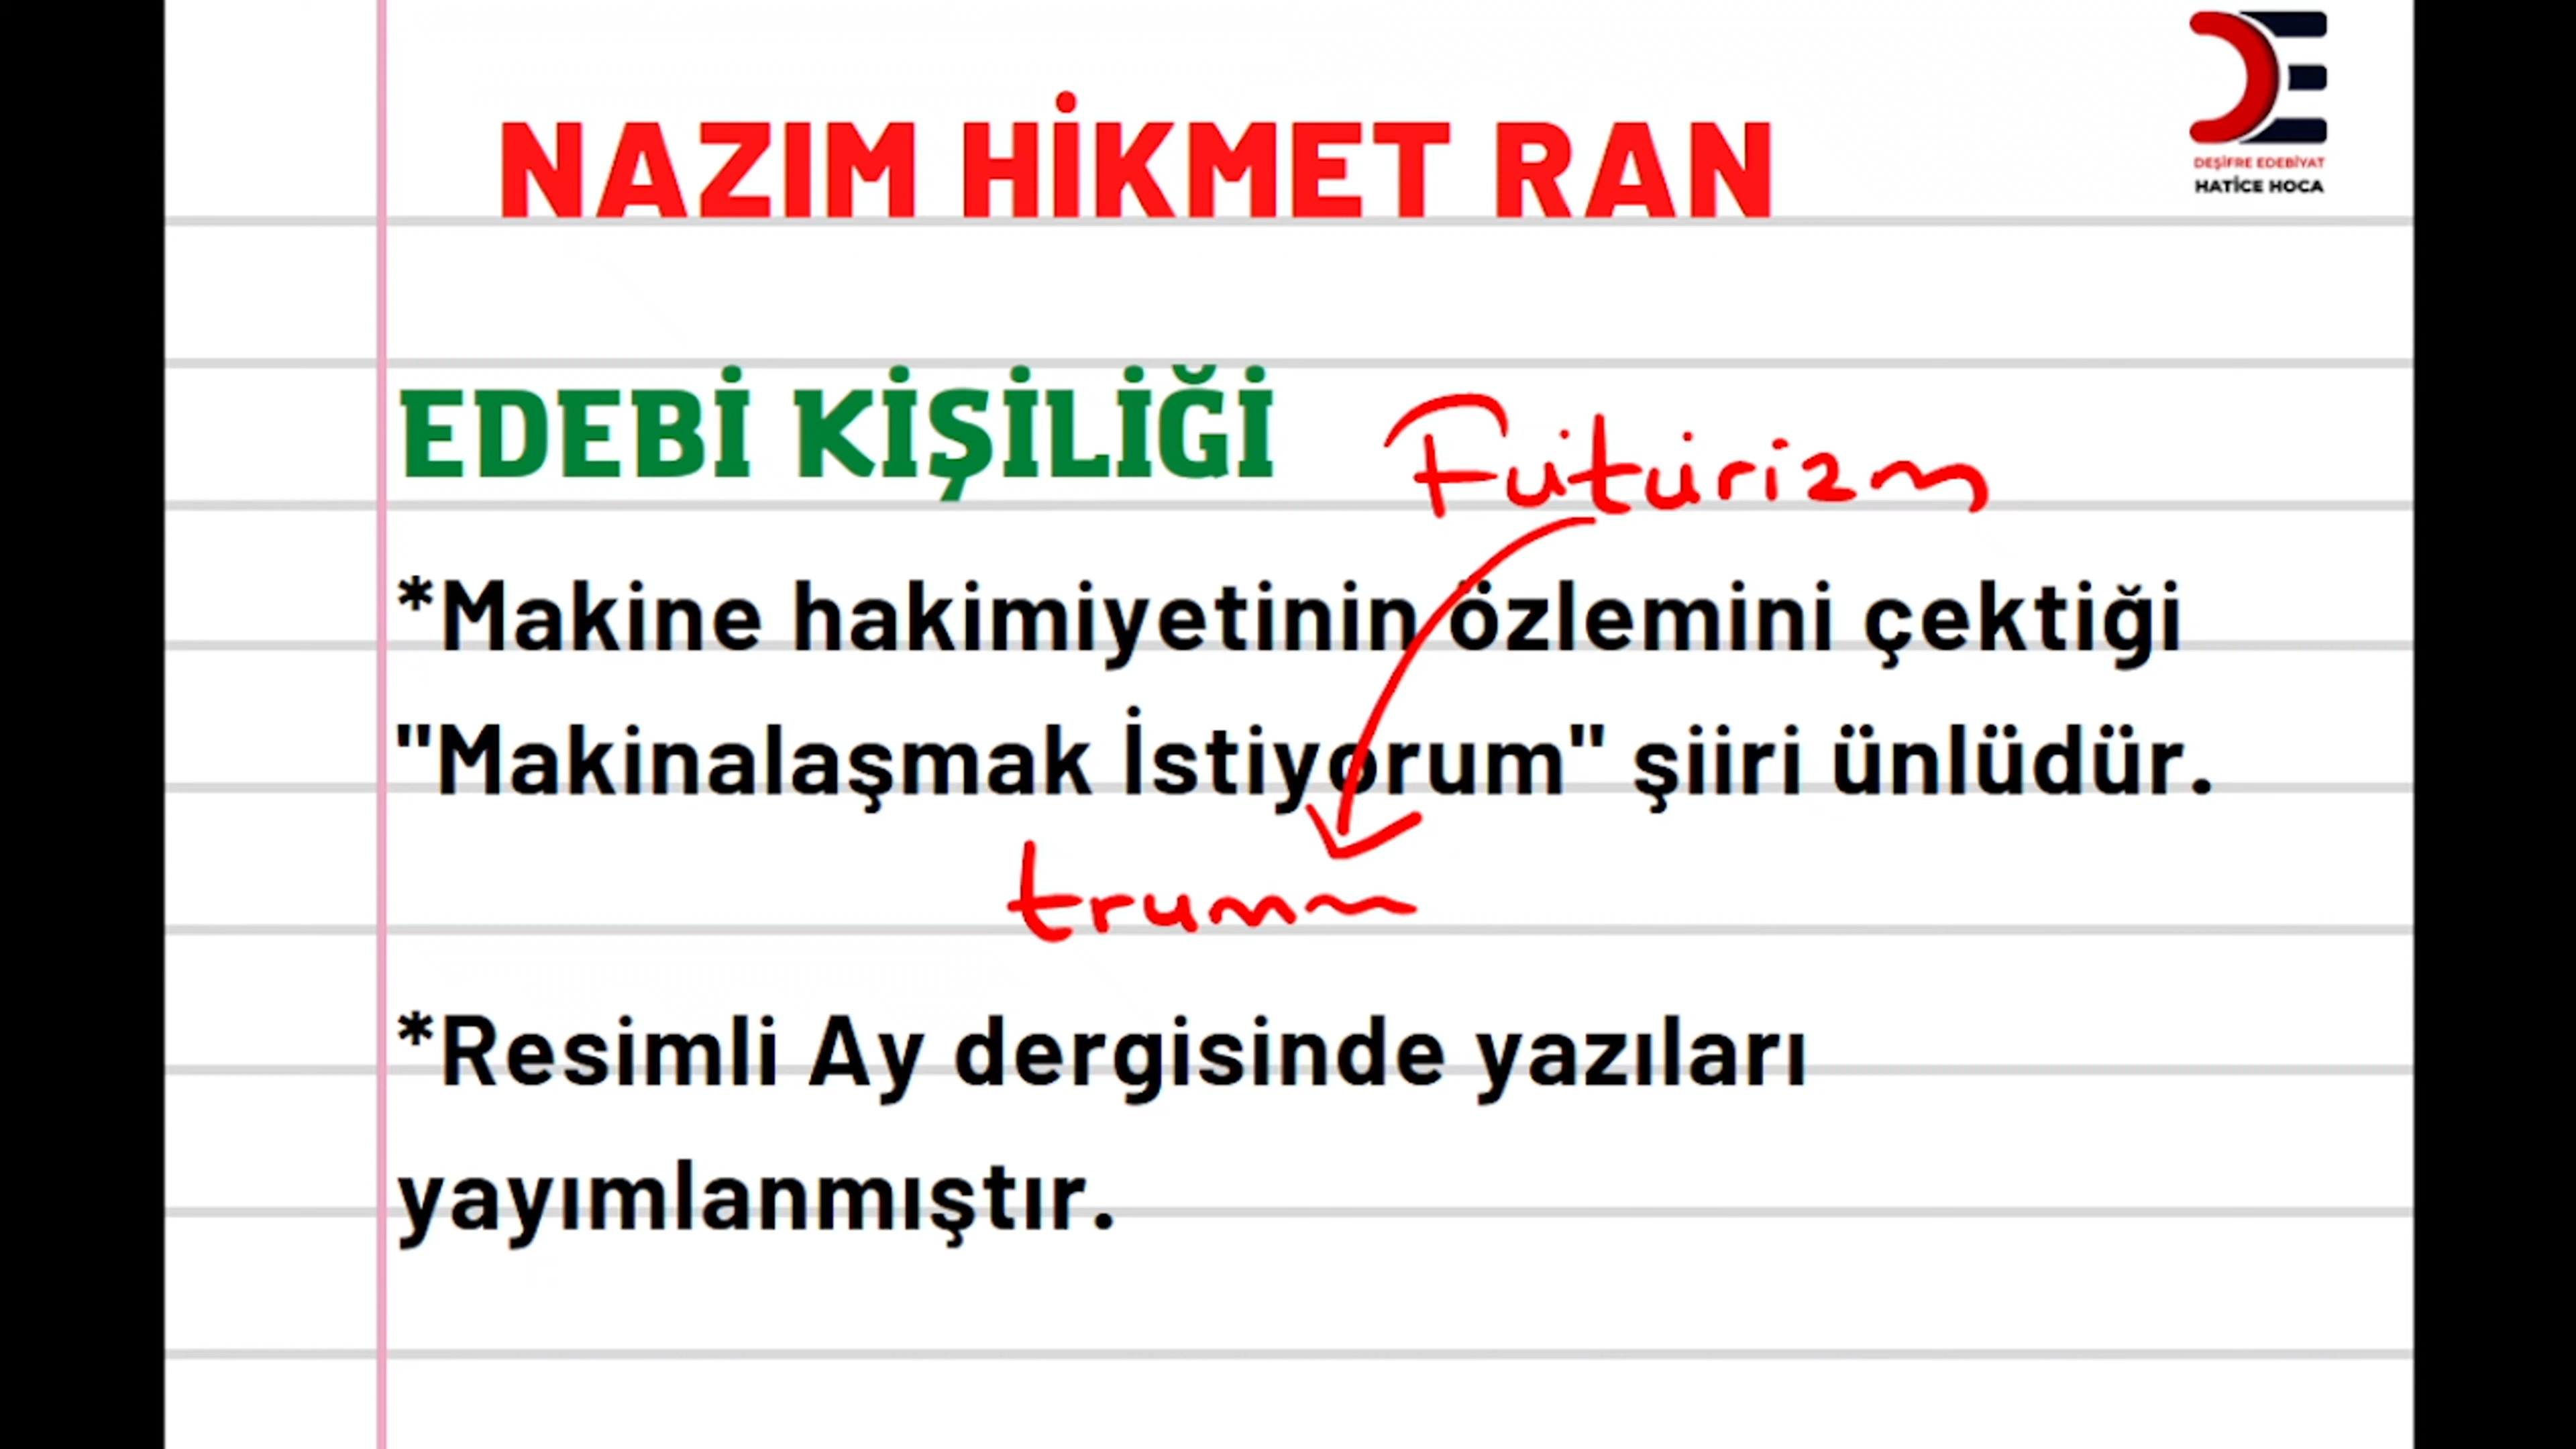 NAZIM HİKMET RAN
DEŞİFRE EDEBİYAT
HATİCE HOCA
EDEBİ KİŞİLİĞİ
Fütürizm
*Makine hakimiyetinin özlemini çektiği
"Makinalaşmak İstiyorum" şiiri ünlüdür.
trum
*Resimli Ay dergisinde yazıları
yayımlanmıştır.